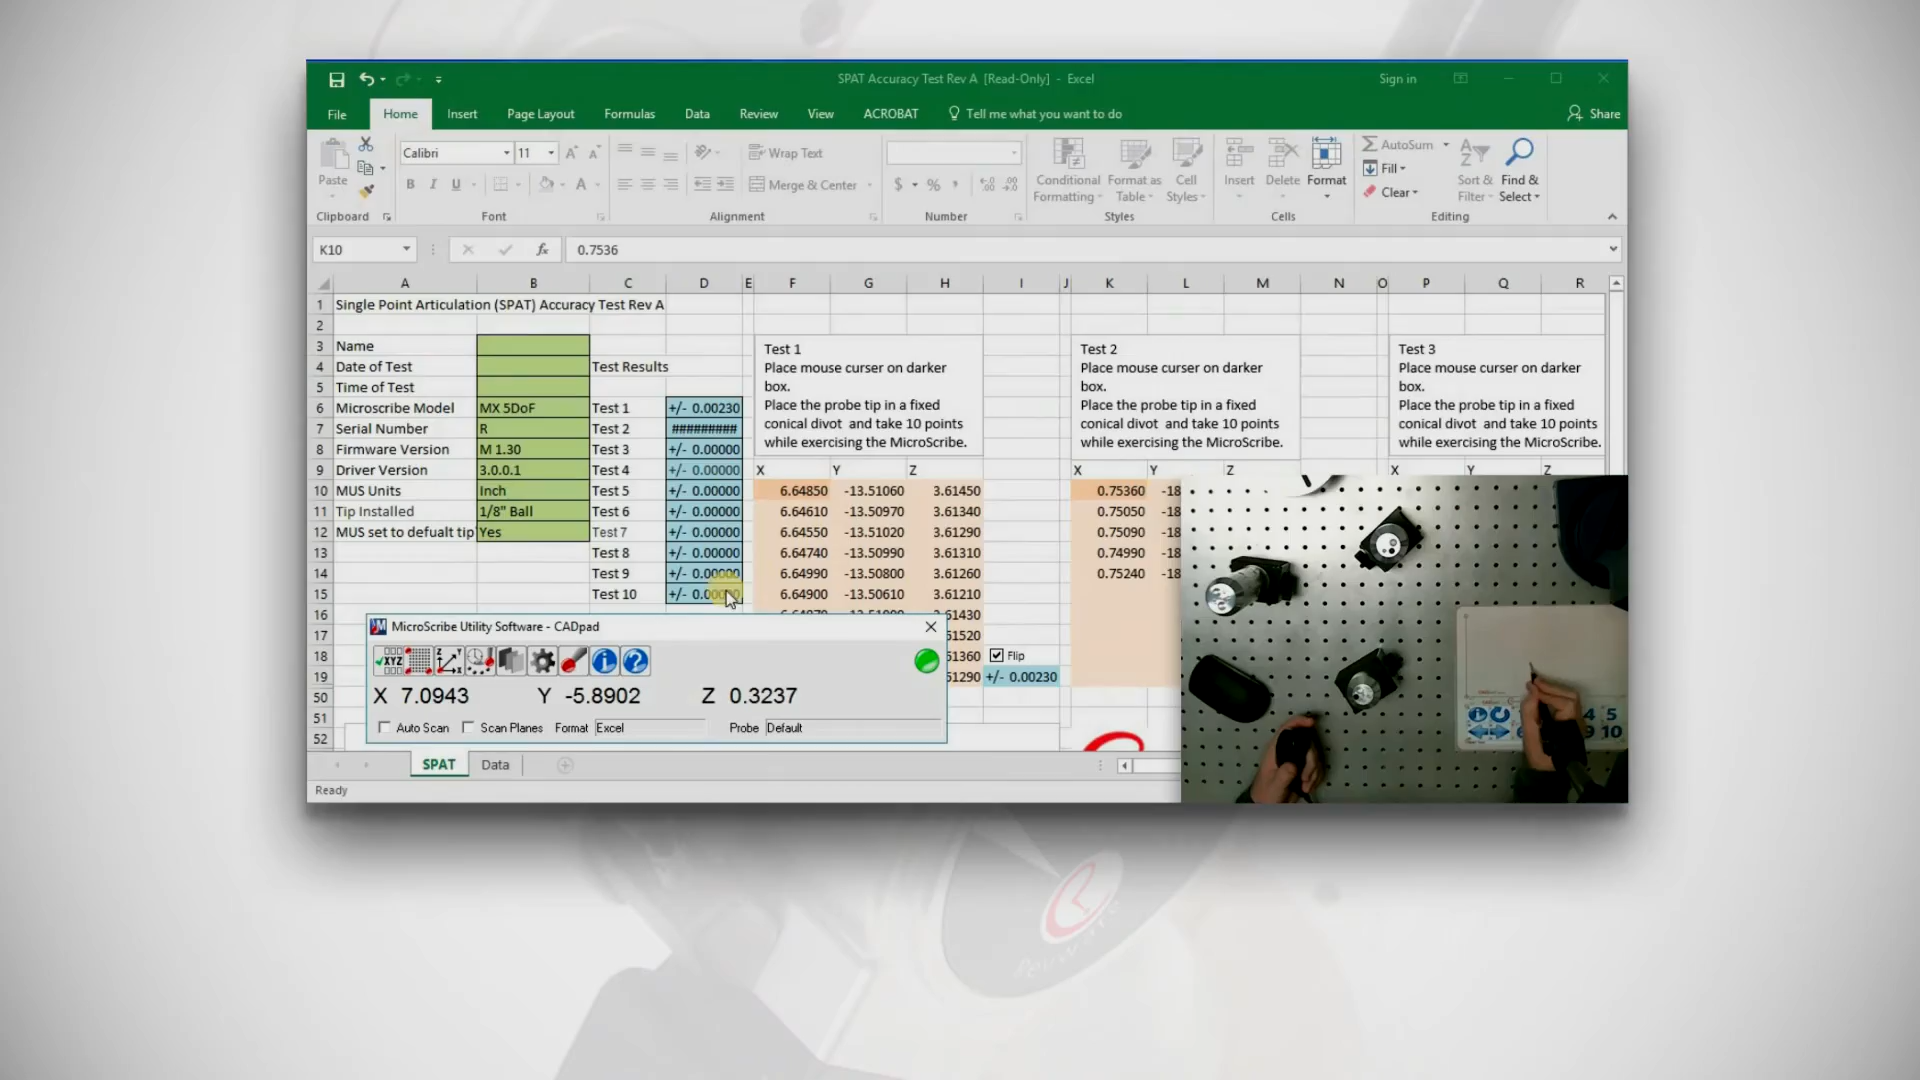 SPAT Accuracy Test Rev A [Read-Only] - Excel
Sign in
File Home Insert Page Layout Formulas Data Review View ACROBAT Tell me what you want to do Share
Paste
Calibri 11
Wrap Text
Merge & Center
B I U
$ % ,
Conditional Formatting
Format as Table
Cell Styles
Insert Delete Format
AutoSum
Fill
Clear
Sort & Filter
Find & Select
Clipboard Font Alignment Number Styles Cells Editing
K10 fx 0.7536
A B C D E F G H I J K L M N O P Q R
1 Single Point Articulation (SPAT) Accuracy Test Rev A
2
3 Name
4 Date of Test Test Results
5 Time of Test
6 Microscribe Model MX 5DoF Test 1 +/- 0.00230
7 Serial Number R Test 2 #########
8 Firmware Version M 1.30 Test 3 +/- 0.00000
9 Driver Version 3.0.0.1 Test 4 +/- 0.00000
10 MUS Units Inch Test 5 +/- 0.00000
11 Tip Installed 1/8" Ball Test 6 +/- 0.00000
12 MUS set to defualt tip Yes Test 7 +/- 0.00000
13 Test 8 +/- 0.00000
14 Test 9 +/- 0.00000
15 Test 10
16
17
18
19
50
51
52
Test 1
Place mouse curser on darker
box.
Place the probe tip in a fixed
conical divot and take 10 points
while exercising the MicroScribe.
X Y Z
6.64850 -13.51060 3.61450
6.64610 -13.50970 3.61340
6.64550 -13.51020 3.61290
6.64740 -13.50990 3.61310
6.64990 -13.50800 3.61260
6.64900 -13.50610 3.61210
61430
61520
61360 Flip
61290 +/- 0.00230
Test 2
Place mouse curser on darker
box.
Place the probe tip in a fixed
conical divot and take 10 points
while exercising the MicroScribe.
X Y Z
0.75360 -18
0.75050 -18
0.75090 -18
0.74990 -18
0.75240 -18
Test 3
Place mouse curser on darker
box.
Place the probe tip in a fixed
conical divot and take 10 points
while exercising the MicroScribe.
X Y Z
MicroScribe Utility Software - CADpad
XYZ
X 7.0943 Y -5.8902 Z 0.3237
Auto Scan Scan Planes Format Excel Probe Default
SPAT Data
Ready
4 5
9 10